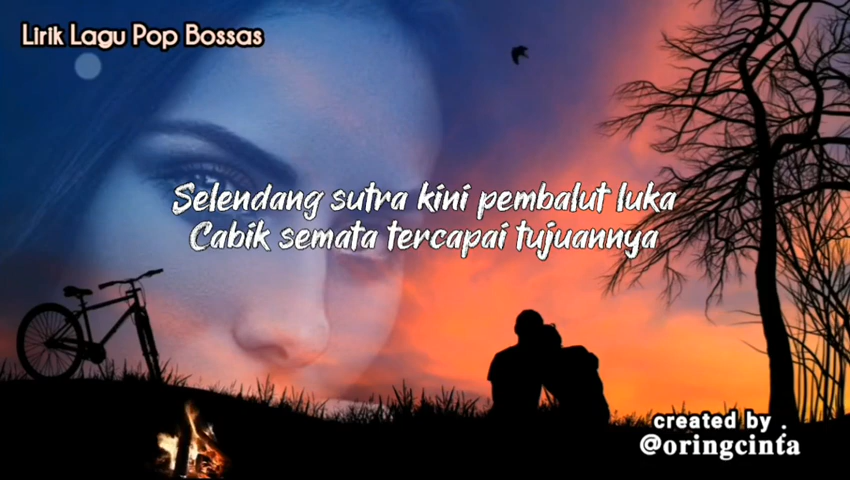 Lirik Lagu Pop Bossas
Selendang sutra kini pembalut luka
Cabik semata tercapai tujuannya
created by .
@oringcinta